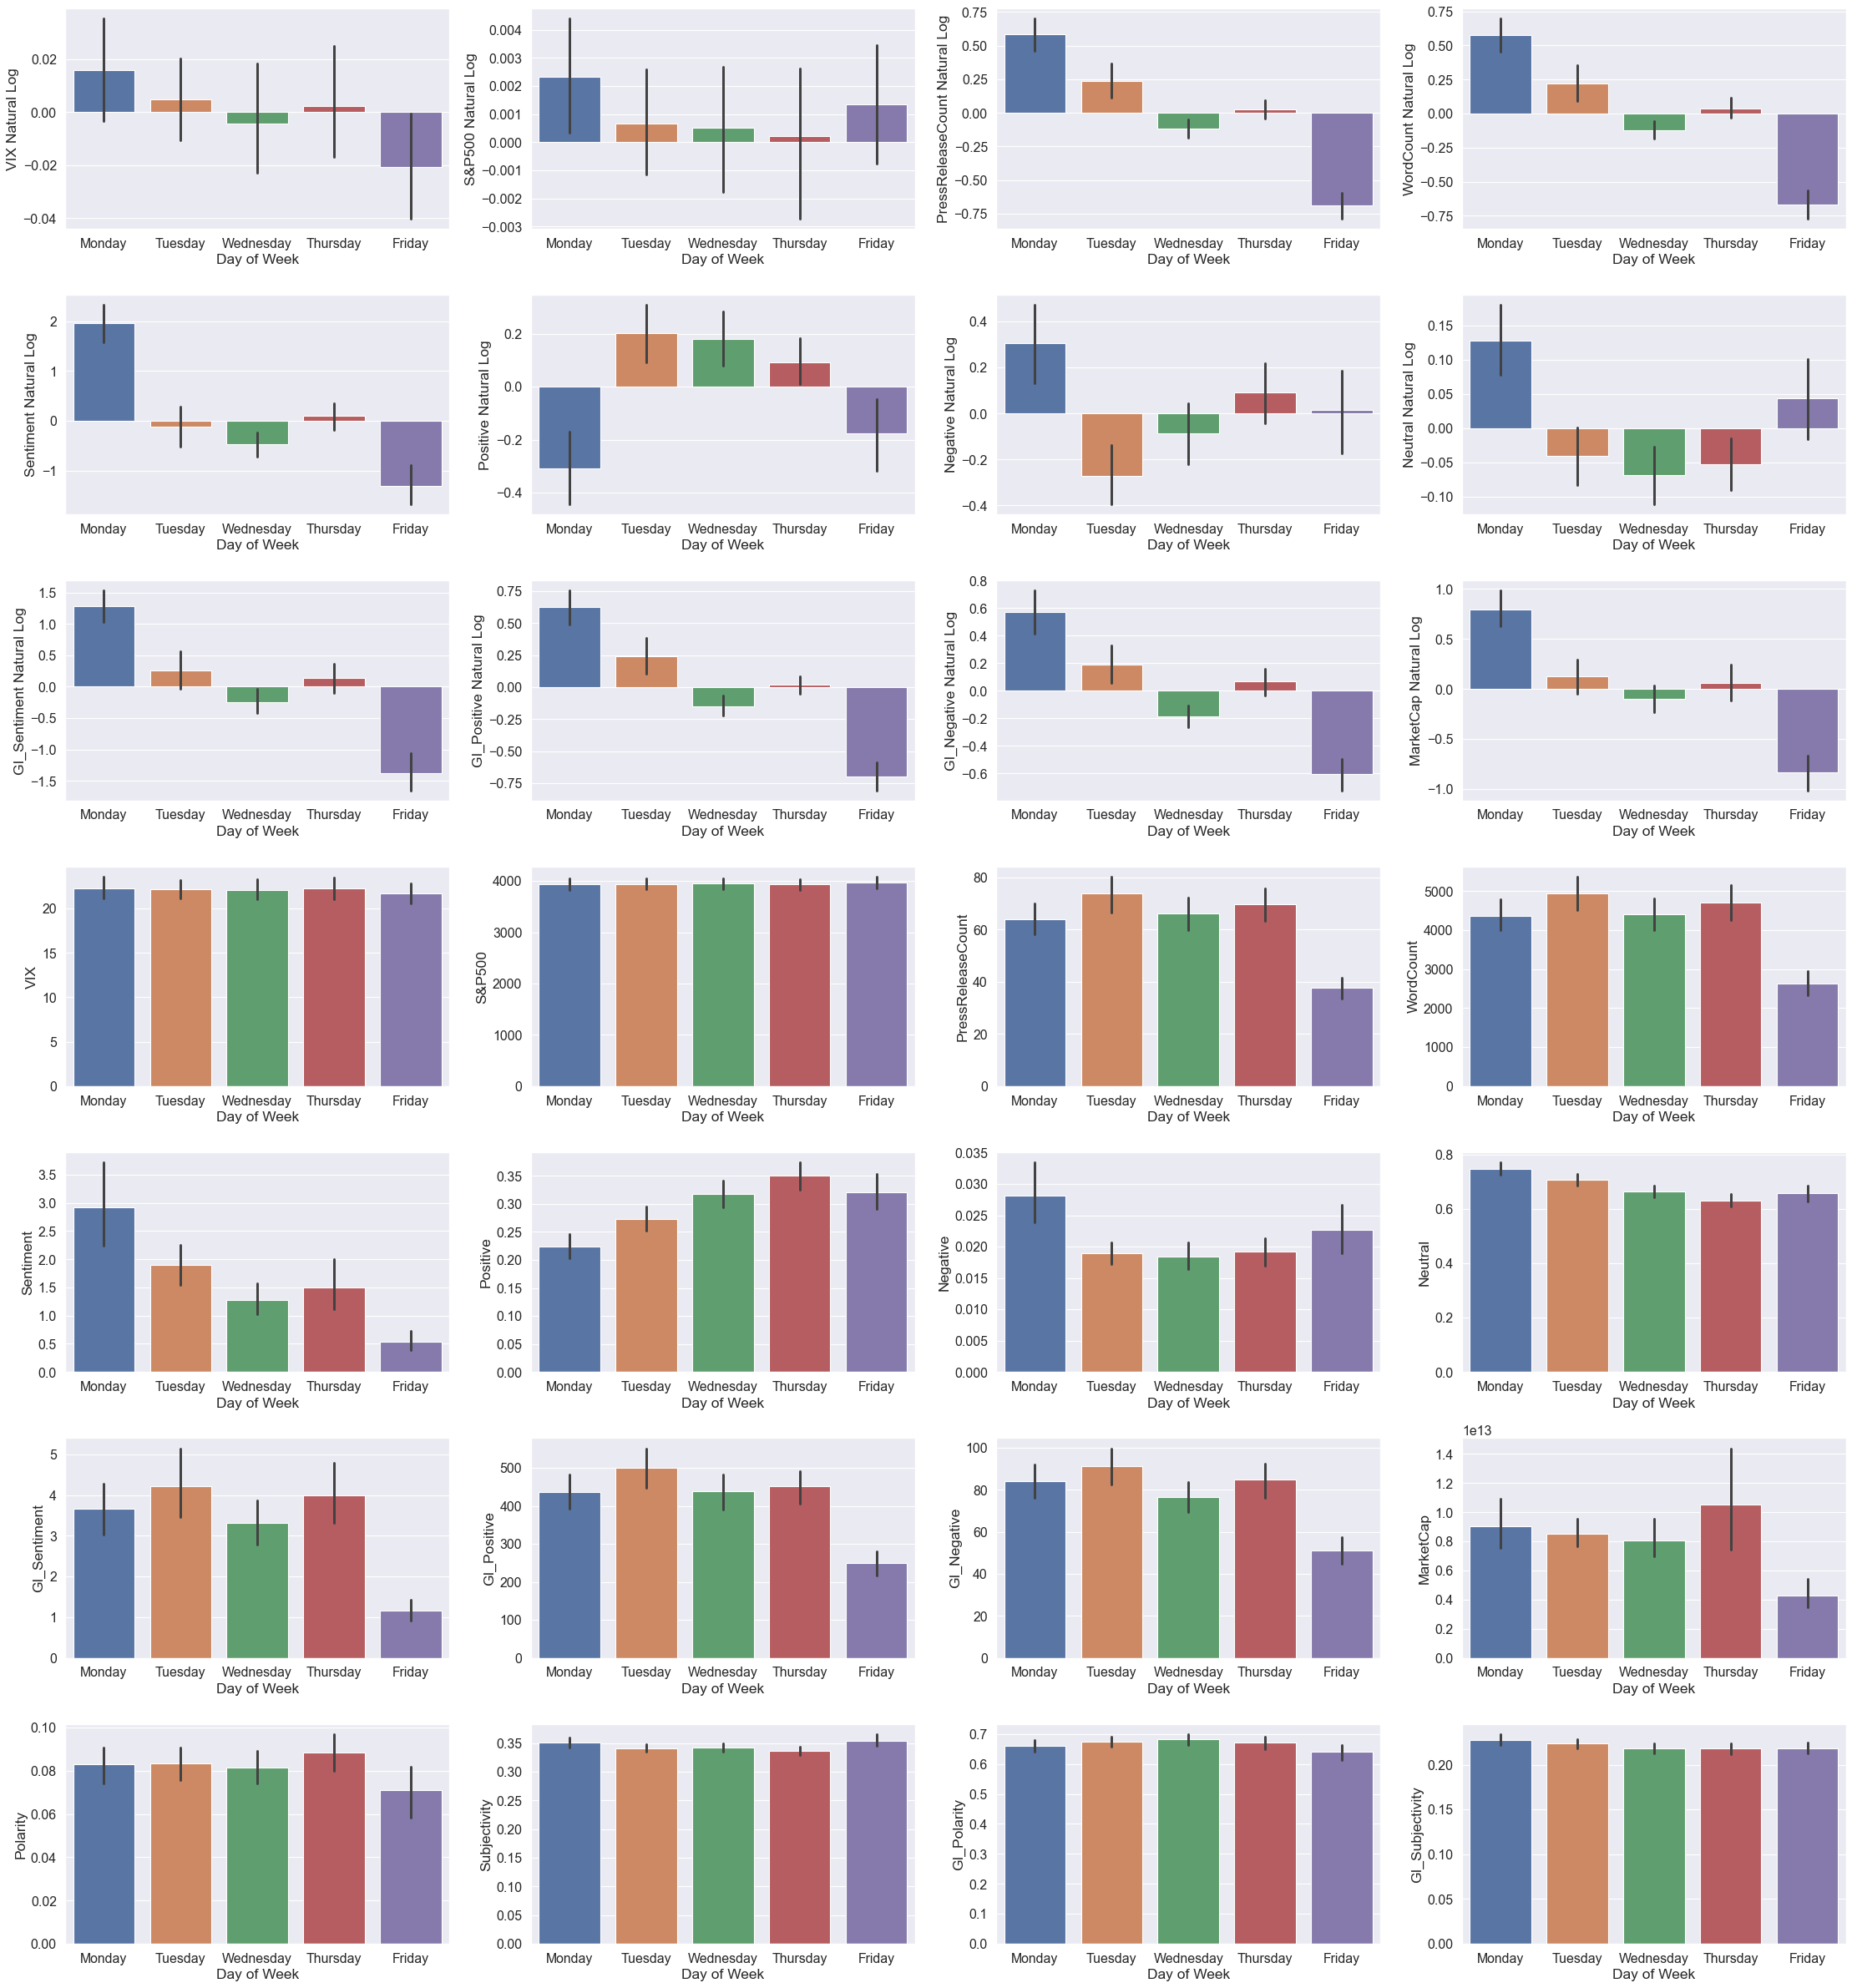 VIX Natural Log
0.02
0.00
−0.02
−0.04
Monday Tuesday Wednesday Thursday Friday
Day of Week
S&P500 Natural Log
0.004
0.003
0.002
0.001
0.000
−0.001
−0.002
−0.003
Monday Tuesday Wednesday Thursday Friday
Day of Week
PressReleaseCount Natural Log
0.75
0.50
0.25
0.00
−0.25
−0.50
−0.75
Monday Tuesday Wednesday Thursday Friday
Day of Week
WordCount Natural Log
0.75
0.50
0.25
0.00
−0.25
−0.50
−0.75
Monday Tuesday Wednesday Thursday Friday
Day of Week
Sentiment Natural Log
2
1
0
−1
Monday Tuesday Wednesday Thursday Friday
Day of Week
Positive Natural Log
0.2
0.0
−0.2
−0.4
Monday Tuesday Wednesday Thursday Friday
Day of Week
Negative Natural Log
0.4
0.2
0.0
−0.2
−0.4
Monday Tuesday Wednesday Thursday Friday
Day of Week
Neutral Natural Log
0.15
0.10
0.05
0.00
−0.05
−0.10
Monday Tuesday Wednesday Thursday Friday
Day of Week
GI_Sentiment Natural Log
1.5
1.0
0.5
0.0
−0.5
−1.0
−1.5
Monday Tuesday Wednesday Thursday Friday
Day of Week
GI_Positive Natural Log
0.75
0.50
0.25
0.00
−0.25
−0.50
−0.75
Monday Tuesday Wednesday Thursday Friday
Day of Week
GI_Negative Natural Log
0.8
0.6
0.4
0.2
0.0
−0.2
−0.4
−0.6
Monday Tuesday Wednesday Thursday Friday
Day of Week
MarketCap Natural Log
1.0
0.5
0.0
−0.5
−1.0
Monday Tuesday Wednesday Thursday Friday
Day of Week
VIX
20
15
10
5
0
Monday Tuesday Wednesday Thursday Friday
Day of Week
S&P500
4000
3000
2000
1000
0
Monday Tuesday Wednesday Thursday Friday
Day of Week
PressReleaseCount
80
60
40
20
0
Monday Tuesday Wednesday Thursday Friday
Day of Week
WordCount
5000
4000
3000
2000
1000
0
Monday Tuesday Wednesday Thursday Friday
Day of Week
Sentiment
3.5
3.0
2.5
2.0
1.5
1.0
0.5
0.0
Monday Tuesday Wednesday Thursday Friday
Day of Week
Positive
0.35
0.30
0.25
0.20
0.15
0.10
0.05
0.00
Monday Tuesday Wednesday Thursday Friday
Day of Week
Negative
0.035
0.030
0.025
0.020
0.015
0.010
0.005
0.000
Monday Tuesday Wednesday Thursday Friday
Day of Week
Neutral
0.8
0.6
0.4
0.2
0.0
Monday Tuesday Wednesday Thursday Friday
Day of Week
GI_Sentiment
5
4
3
2
1
0
Monday Tuesday Wednesday Thursday Friday
Day of Week
GI_Positive
500
400
300
200
100
0
Monday Tuesday Wednesday Thursday Friday
Day of Week
GI_Negative
100
80
60
40
20
0
Monday Tuesday Wednesday Thursday Friday
Day of Week
MarketCap
1e13
1.4
1.2
1.0
0.8
0.6
0.4
0.2
0.0
Monday Tuesday Wednesday Thursday Friday
Day of Week
Polarity
0.10
0.08
0.06
0.04
0.02
0.00
Monday Tuesday Wednesday Thursday Friday
Day of Week
Subjectivity
0.35
0.30
0.25
0.20
0.15
0.10
0.05
0.00
Monday Tuesday Wednesday Thursday Friday
Day of Week
GI_Polarity
0.7
0.6
0.5
0.4
0.3
0.2
0.1
0.0
Monday Tuesday Wednesday Thursday Friday
Day of Week
GI_Subjectivity
0.20
0.15
0.10
0.05
0.00
Monday Tuesday Wednesday Thursday Friday
Day of Week